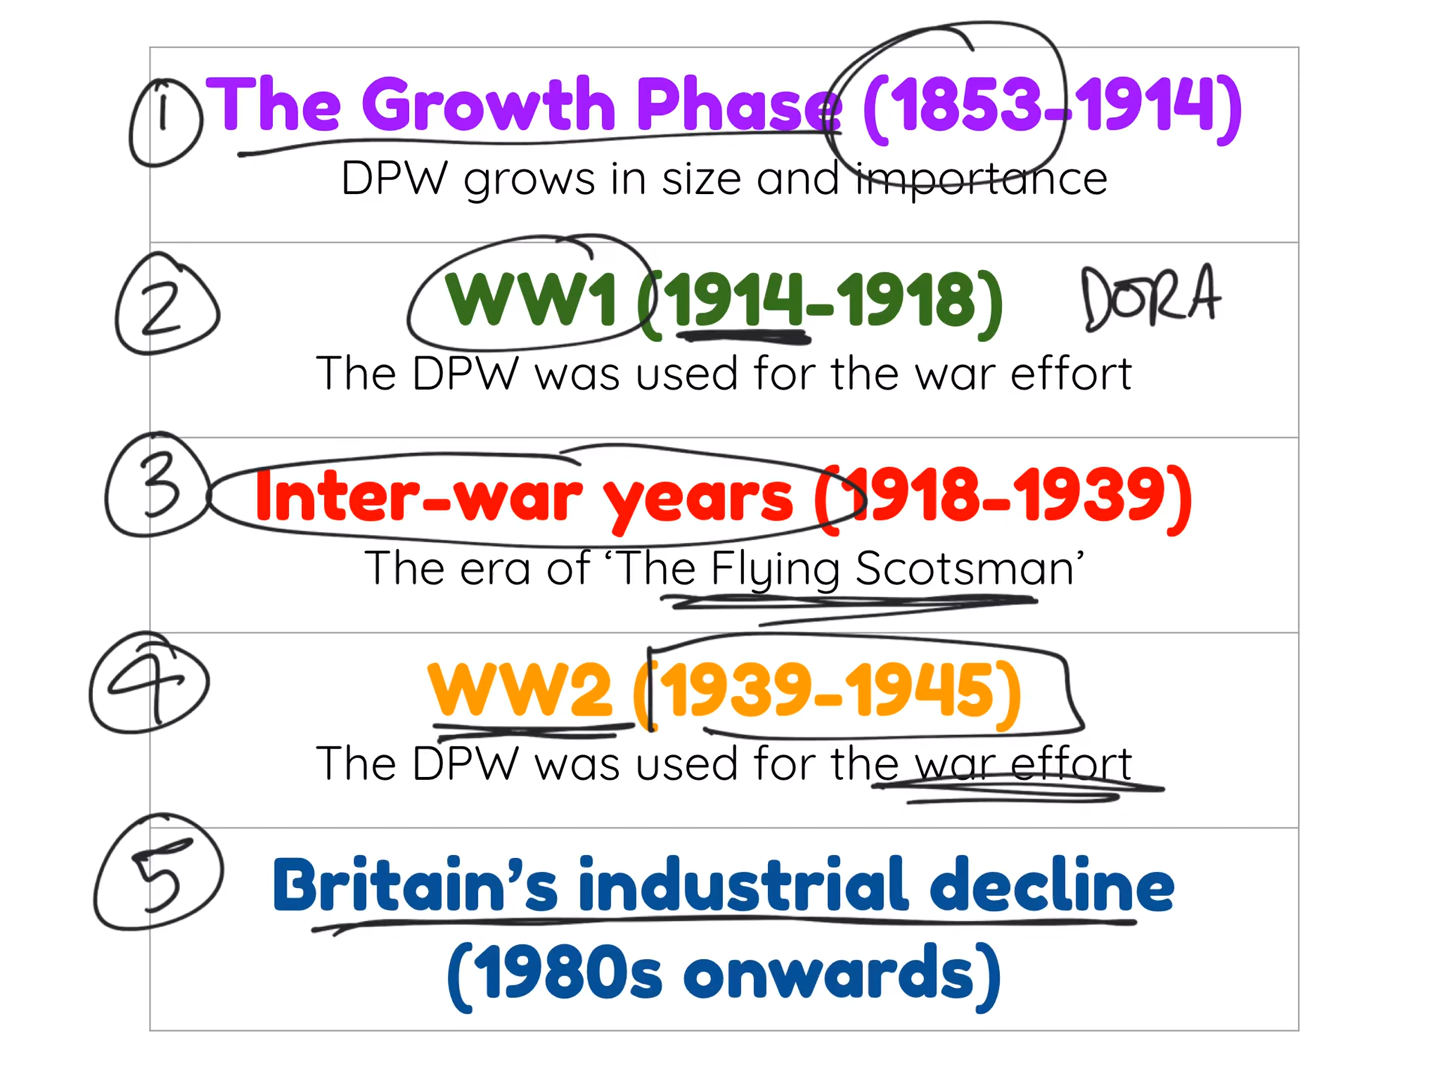 1 The Growth Phase (1853-1914)
DPW grows in size and importance
2 WW1 (1914-1918) DORA
The DPW was used for the war effort
3 Inter-war years (1918-1939)
The era of ‘The Flying Scotsman’
4 WW2 (1939-1945)
The DPW was used for the war effort
5 Britain’s industrial decline
(1980s onwards)